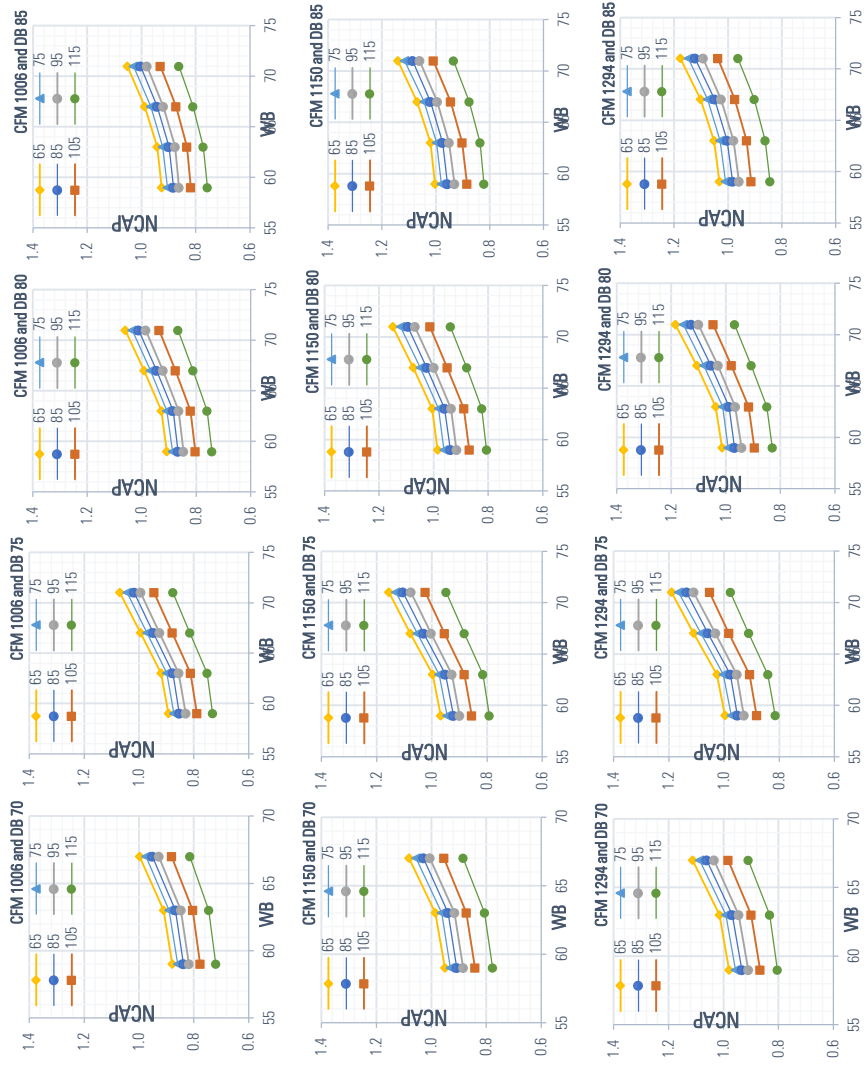 CFM 1006 and DB 70
65 75
85 95
105 115
1.4
1.2
1.0
0.8
0.6
NCAP
55 60 65 70
WB
CFM 1006 and DB 75
65 75
85 95
105 115
1.4
1.2
1.0
0.8
0.6
NCAP
55 60 65 70 75
WB
CFM 1006 and DB 80
65 75
85 95
105 115
1.4
1.2
1.0
0.8
0.6
NCAP
55 60 65 70 75
WB
CFM 1006 and DB 85
65 75
85 95
105 115
1.4
1.2
1.0
0.8
0.6
NCAP
55 60 65 70 75
WB
CFM 1150 and DB 70
65 75
85 95
105 115
1.4
1.2
1.0
0.8
0.6
NCAP
55 60 65 70
WB
CFM 1150 and DB 75
65 75
85 95
105 115
1.4
1.2
1.0
0.8
0.6
NCAP
55 60 65 70 75
WB
CFM 1150 and DB 80
65 75
85 95
105 115
1.4
1.2
1.0
0.8
0.6
NCAP
55 60 65 70 75
WB
CFM 1150 and DB 85
65 75
85 95
105 115
1.4
1.2
1.0
0.8
0.6
NCAP
55 60 65 70 75
WB
CFM 1294 and DB 70
65 75
85 95
105 115
1.4
1.2
1.0
0.8
0.6
NCAP
55 60 65 70
WB
CFM 1294 and DB 75
65 75
85 95
105 115
1.4
1.2
1.0
0.8
0.6
NCAP
55 60 65 70 75
WB
CFM 1294 and DB 80
65 75
85 95
105 115
1.4
1.2
1.0
0.8
0.6
NCAP
55 60 65 70 75
WB
CFM 1294 and DB 85
65 75
85 95
105 115
1.4
1.2
1.0
0.8
0.6
NCAP
55 60 65 70 75
WB